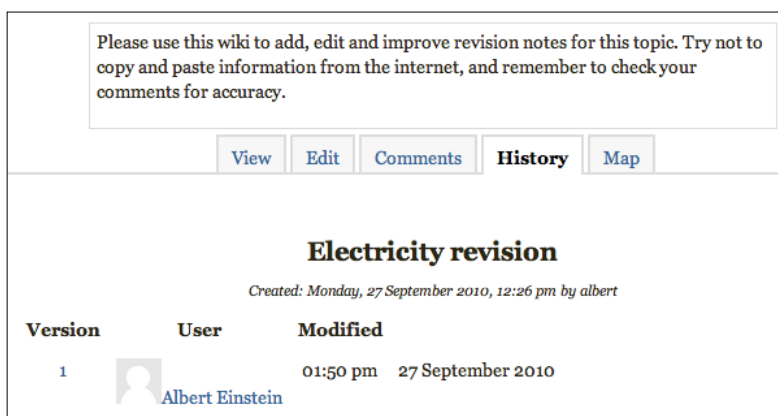 Please use this wiki to add, edit and improve revision notes for this topic. Try not to
copy and paste information from the internet, and remember to check your
comments for accuracy.
View Edit Comments History Map
Electricity revision
Created: Monday, 27 September 2010, 12:26 pm by albert
Version User Modified
1 Albert Einstein 01:50 pm 27 September 2010